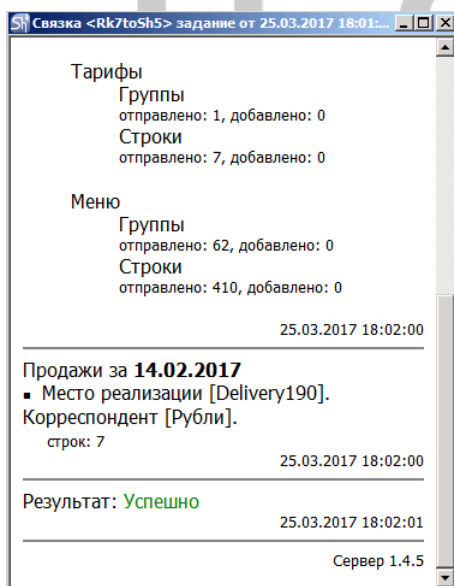 Sh Связка <Rk7toSh5> задание от 25.03.2017 18:01:...
Тарифы
Группы
отправлено: 1, добавлено: 0
Строки
отправлено: 7, добавлено: 0
Меню
Группы
отправлено: 62, добавлено: 0
Строки
отправлено: 410, добавлено: 0
25.03.2017 18:02:00
Продажи за 14.02.2017
▪ Место реализации [Delivery190].
Корреспондент [Рубли].
строк: 7
25.03.2017 18:02:00
Результат: Успешно
25.03.2017 18:02:01
Сервер 1.4.5